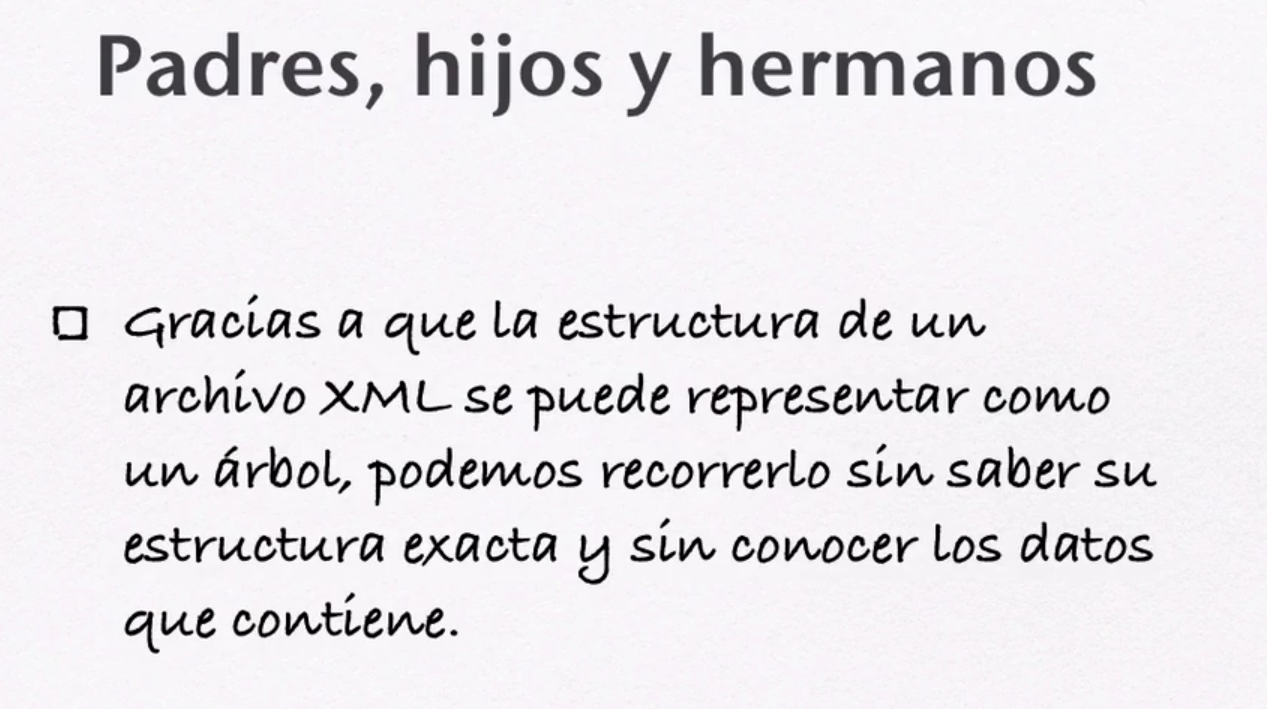 Padres, hijos y hermanos
Gracias a que la estructura de un
archivo XML se puede representar como
un árbol, podemos recorrerlo sin saber su
estructura exacta y sin conocer los datos
que contiene.